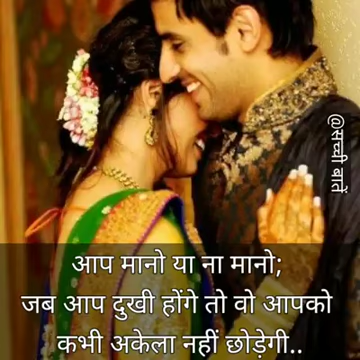 @सच्ची बातें
आप मानो या ना मानो;
जब आप दुखी होंगे तो वो आपको
कभी अकेला नहीं छोड़ेगी..